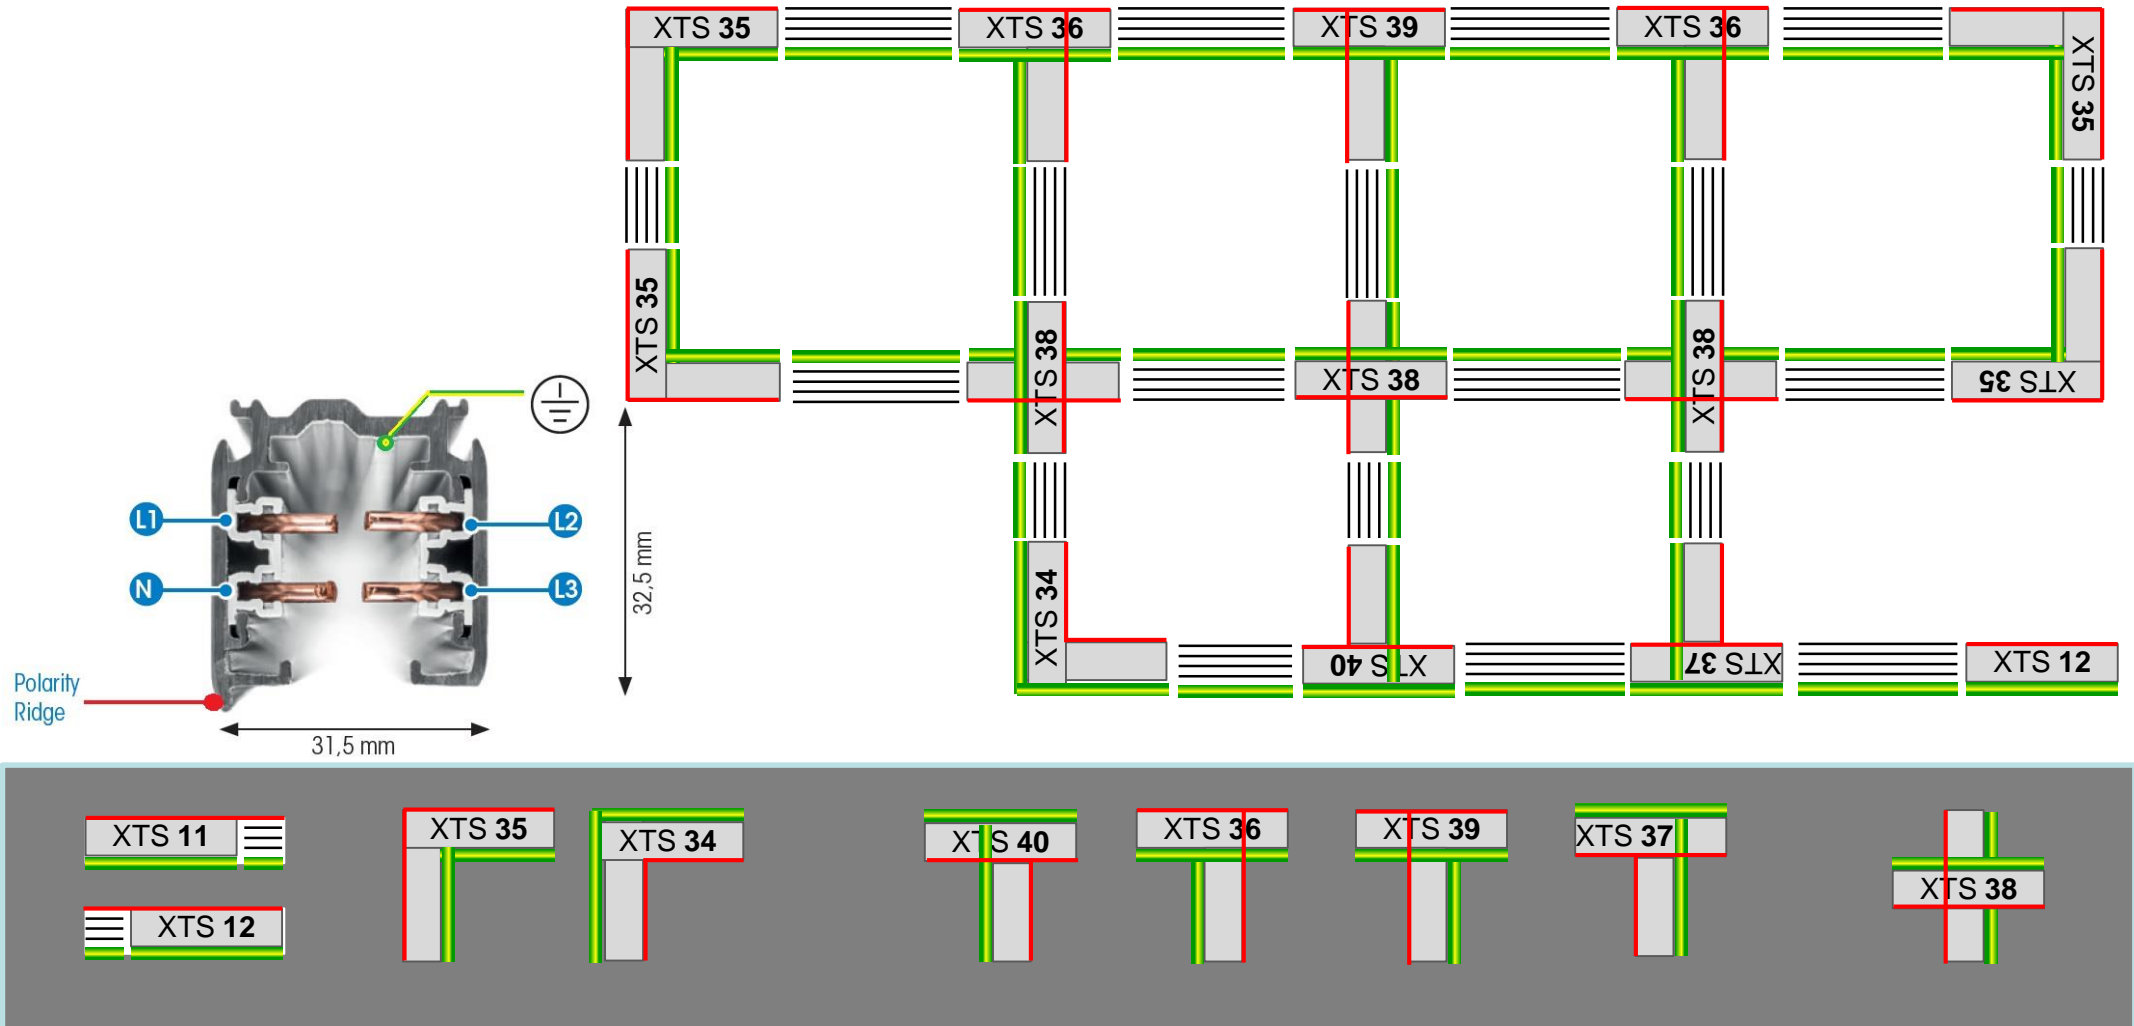 XTS 35
XTS 36
XTS 39
XTS 36
XTS 35
XTS 35
XTS 38
XTS 38
XTS 38
XTS 35
L1
L2
N
L3
32,5 mm
XTS 34
XTS 40
XTS 37
XTS 12
Polarity
Ridge
31,5 mm
XTS 11
XTS 35
XTS 34
XTS 40
XTS 36
XTS 39
XTS 37
XTS 38
XTS 12